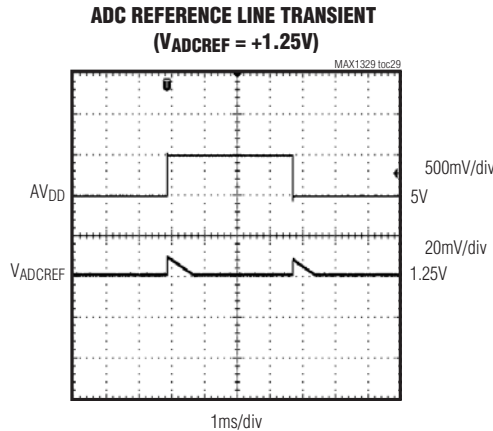 ADC REFERENCE LINE TRANSIENT
(VADCREF = +1.25V)
MAX1329 toc29
500mV/div
AVDD
5V
20mV/div
VADCREF
1.25V
1ms/div